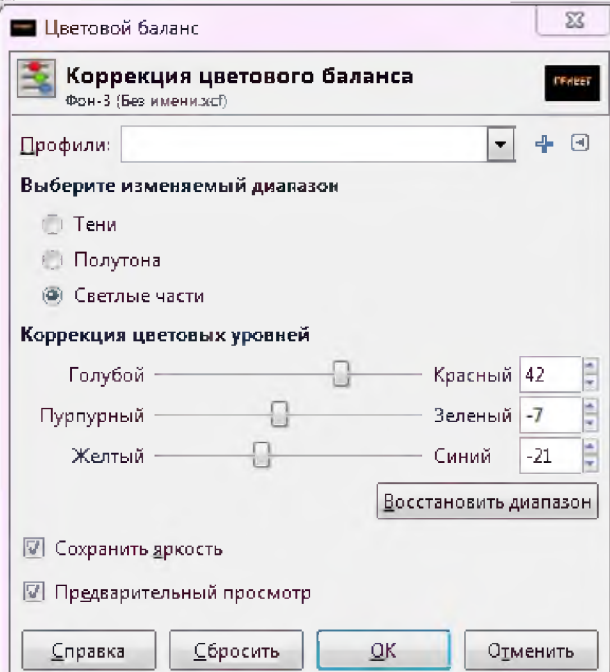 Цветовой баланс
Коррекция цветового баланса
Фон-3 (Без имени.xcf)
ПРИВЕТ
Профили:
Выберите изменяемый диапазон
Тени
Полутона
Светлые части
Коррекция цветовых уровней
Голубой Красный 42
Пурпурный Зеленый -7
Желтый Синий -21
Восстановить диапазон
Сохранить яркость
Предварительный просмотр
Справка Сбросить OK Отменить